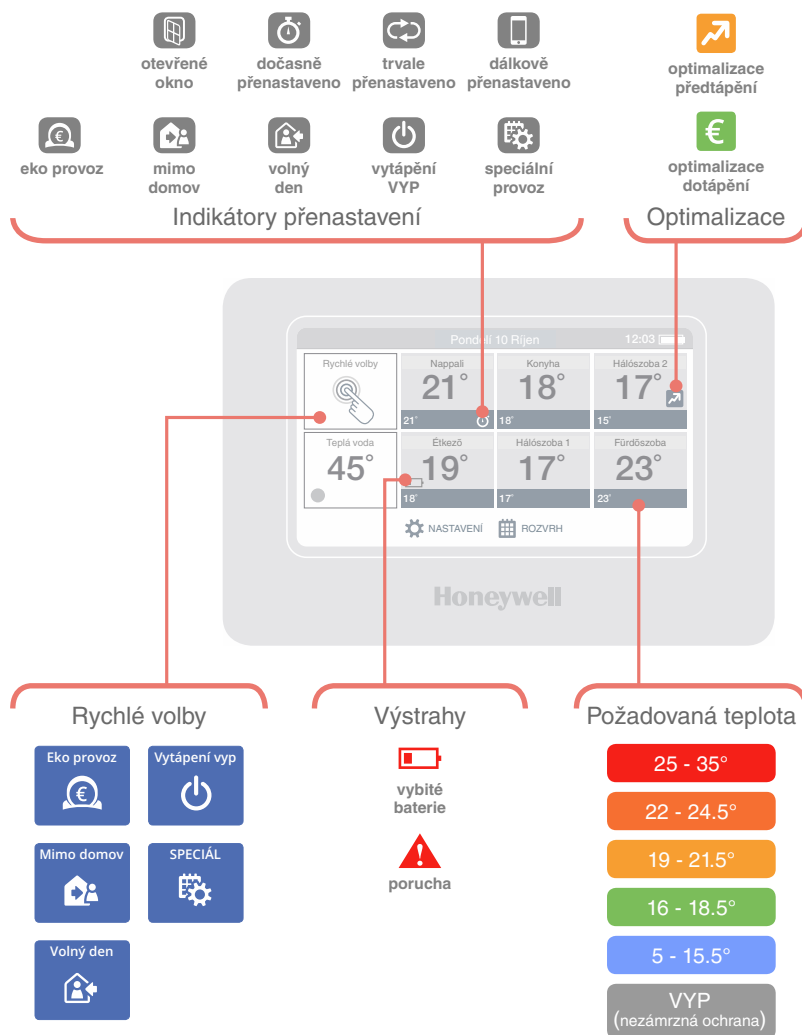 otevřené
okno
dočasně
přenastaveno
trvale
přenastaveno
dálkově
přenastaveno
optimalizace
předtápění
eko provoz
mimo
domov
volný
den
vytápění
VYP
speciální
provoz
optimalizace
dotápění
Indikátory přenastavení
Optimalizace
Pondělí 10 Říjen
12:03
Rychlé volby
Nappali
21°
21°
Konyha
18°
18°
Hálószoba 2
17°
15°
Teplá voda
45°
Étkező
19°
18°
Hálószoba 1
17°
17°
Fürdőszoba
23°
23°
NASTAVENÍ
ROZVRH
Honeywell
Rychlé volby
Eko provoz
Vytápení vyp
Mimo domov
SPECIÁL
Volný den
Výstrahy
vybité
baterie
porucha
Požadovaná teplota
25 - 35°
22 - 24.5°
19 - 21.5°
16 - 18.5°
5 - 15.5°
VYP
(nezámrzná ochrana)